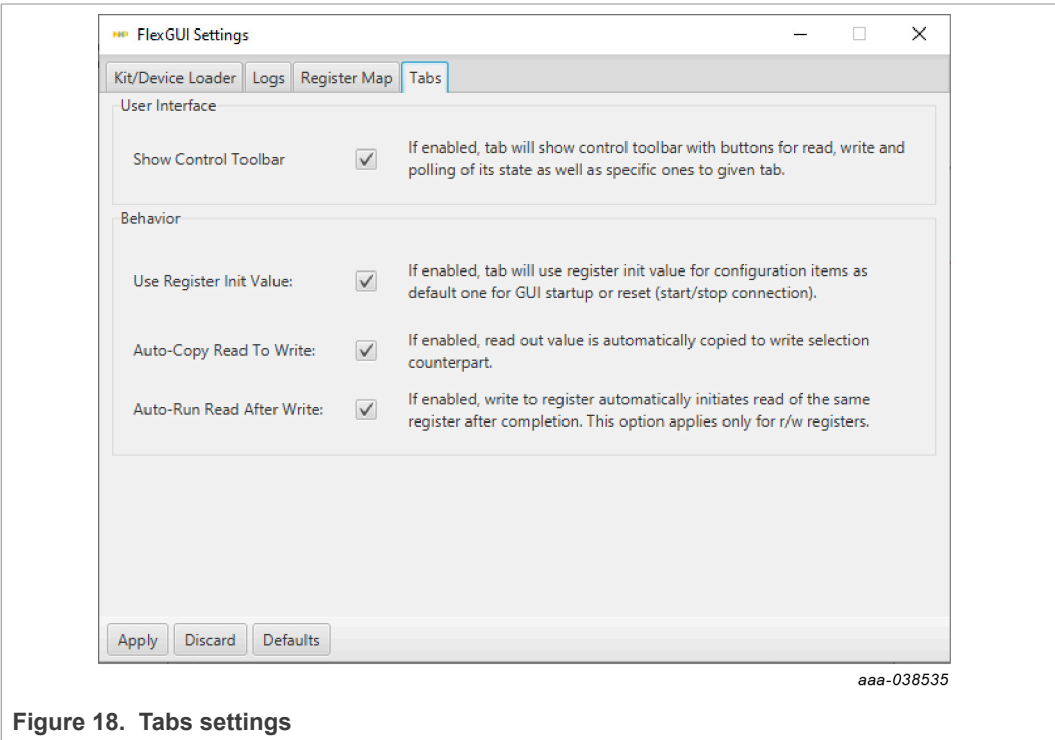 FlexGUI Settings
Kit/Device Loader Logs Register Map Tabs
User Interface
Show Control Toolbar
If enabled, tab will show control toolbar with buttons for read, write and
polling of its state as well as specific ones to given tab.
Behavior
Use Register Init Value:
If enabled, tab will use register init value for configuration items as
default one for GUI startup or reset (start/stop connection).
Auto-Copy Read To Write:
If enabled, read out value is automatically copied to write selection
counterpart.
Auto-Run Read After Write:
If enabled, write to register automatically initiates read of the same
register after completion. This option applies only for r/w registers.
Apply Discard Defaults
aaa-038535
Figure 18. Tabs settings